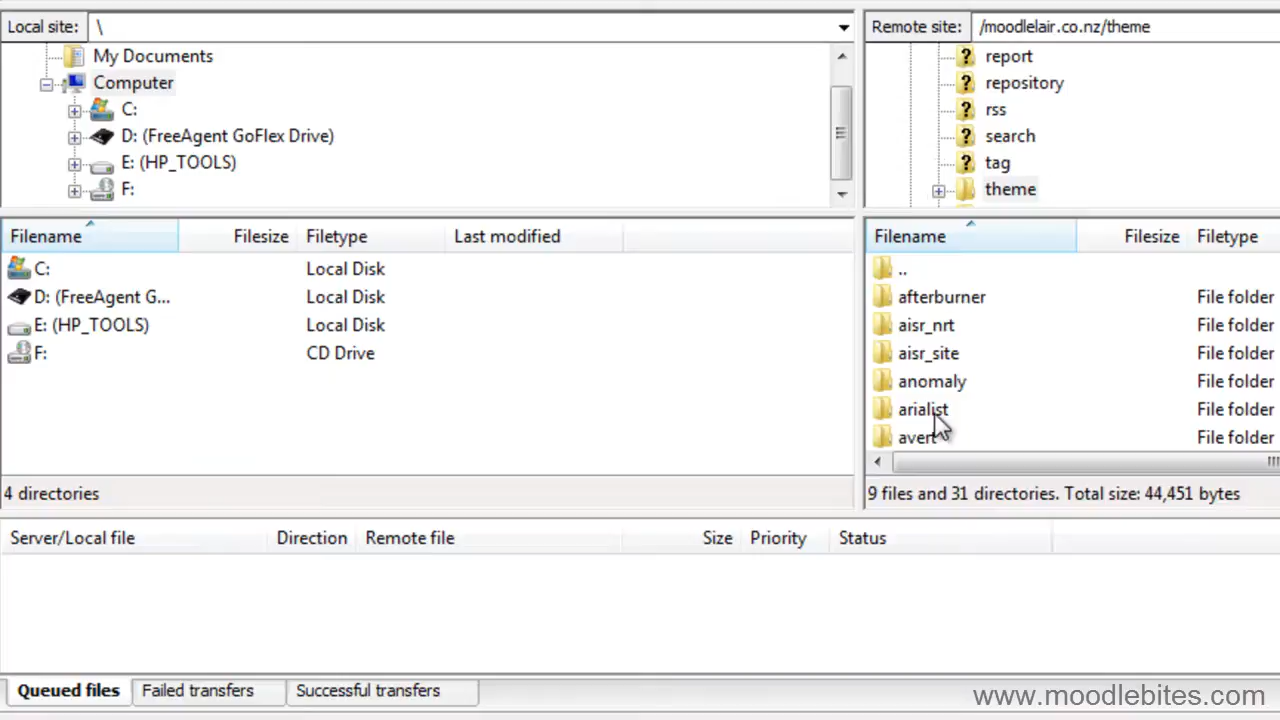 Local site: \
My Documents
Computer
C:
D: (FreeAgent GoFlex Drive)
E: (HP_TOOLS)
F:
Remote site: /moodlelair.co.nz/theme
report
repository
rss
search
tag
theme
Filename Filesize Filetype Last modified
C: Local Disk
D: (FreeAgent G... Local Disk
E: (HP_TOOLS) Local Disk
F: CD Drive
4 directories
Filename Filesize Filetype
..
afterburner File folder
aisr_nrt File folder
aisr_site File folder
anomaly File folder
arialist File folder
avert File folder
9 files and 31 directories. Total size: 44,451 bytes
Server/Local file Direction Remote file Size Priority Status
Queued files Failed transfers Successful transfers
www.moodlebites.com